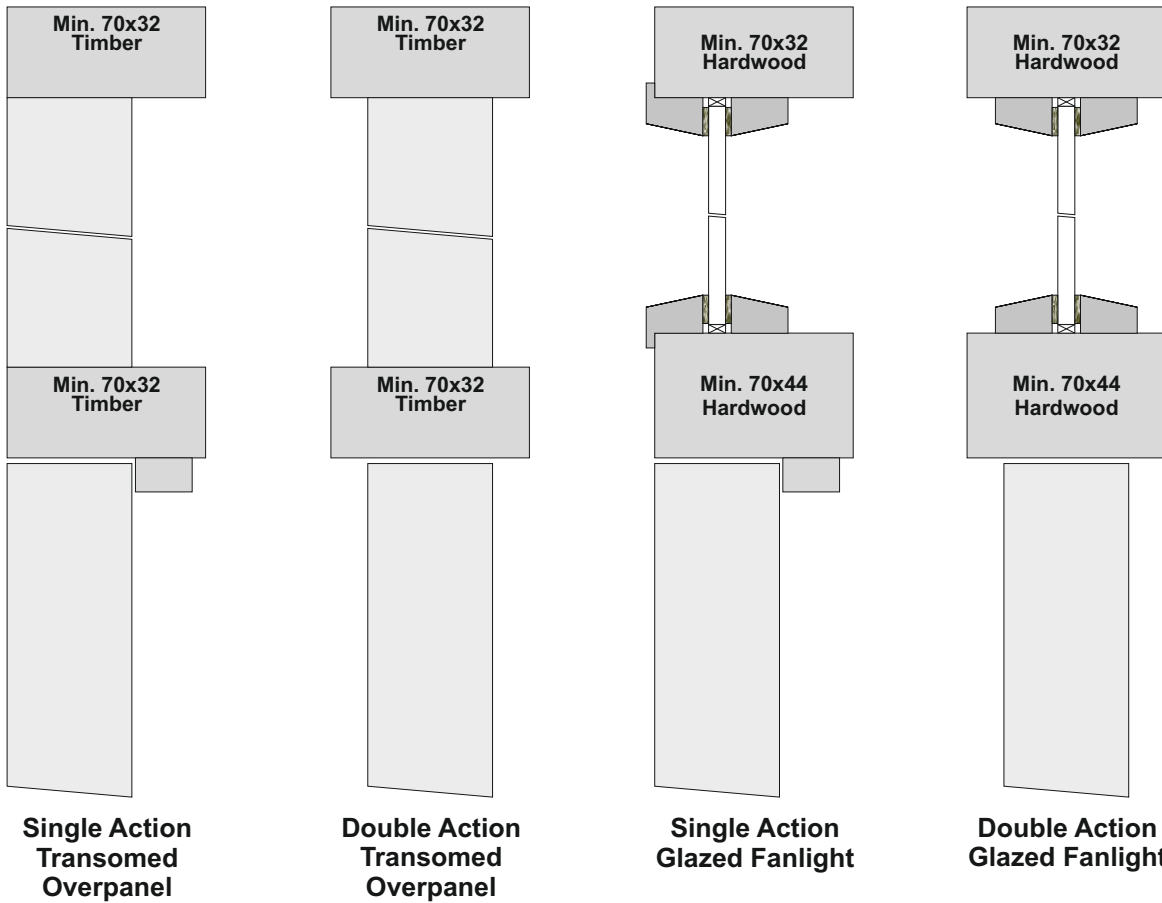 Min. 70x32
Timber
Min. 70x32
Timber
Min. 70x32
Hardwood
Min. 70x32
Hardwood
Min. 70x32
Timber
Min. 70x32
Timber
Min. 70x44
Hardwood
Min. 70x44
Hardwood
Single Action
Transomed
Overpanel
Double Action
Transomed
Overpanel
Single Action
Glazed Fanlight
Double Action
Glazed Fanlight